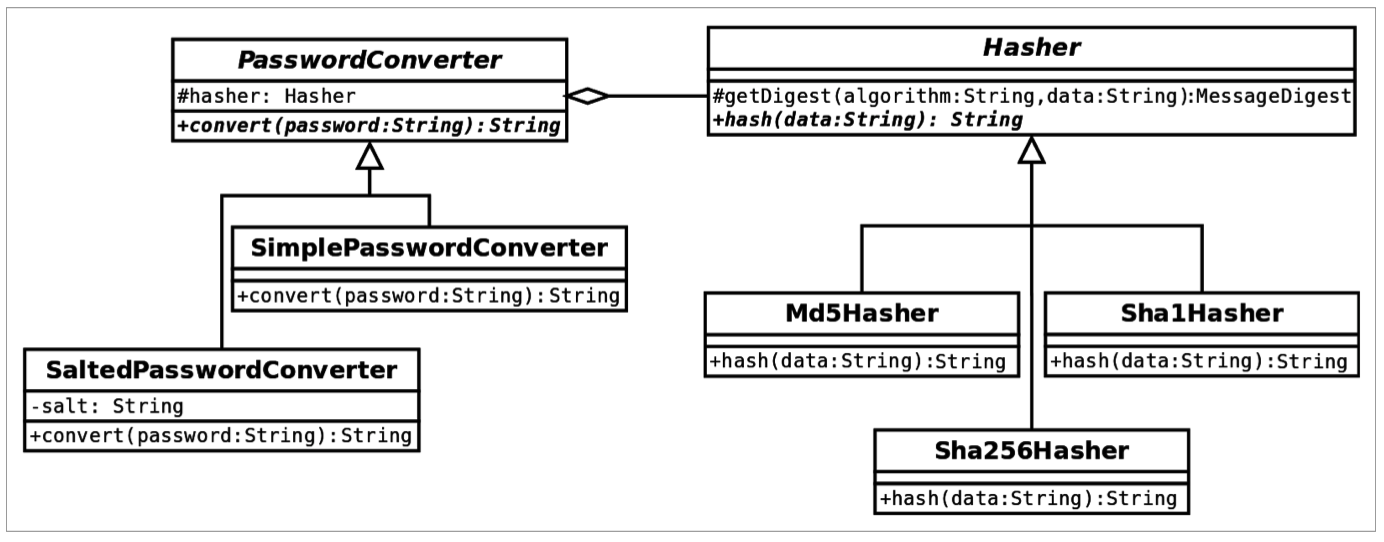 PasswordConverter
#hasher: Hasher
+convert(password:String):String
Hasher
#getDigest(algorithm:String,data:String):MessageDigest
+hash(data:String): String
SimplePasswordConverter
+convert(password:String):String
SaltedPasswordConverter
-salt: String
+convert(password:String):String
Md5Hasher
+hash(data:String):String
Sha1Hasher
+hash(data:String):String
Sha256Hasher
+hash(data:String):String